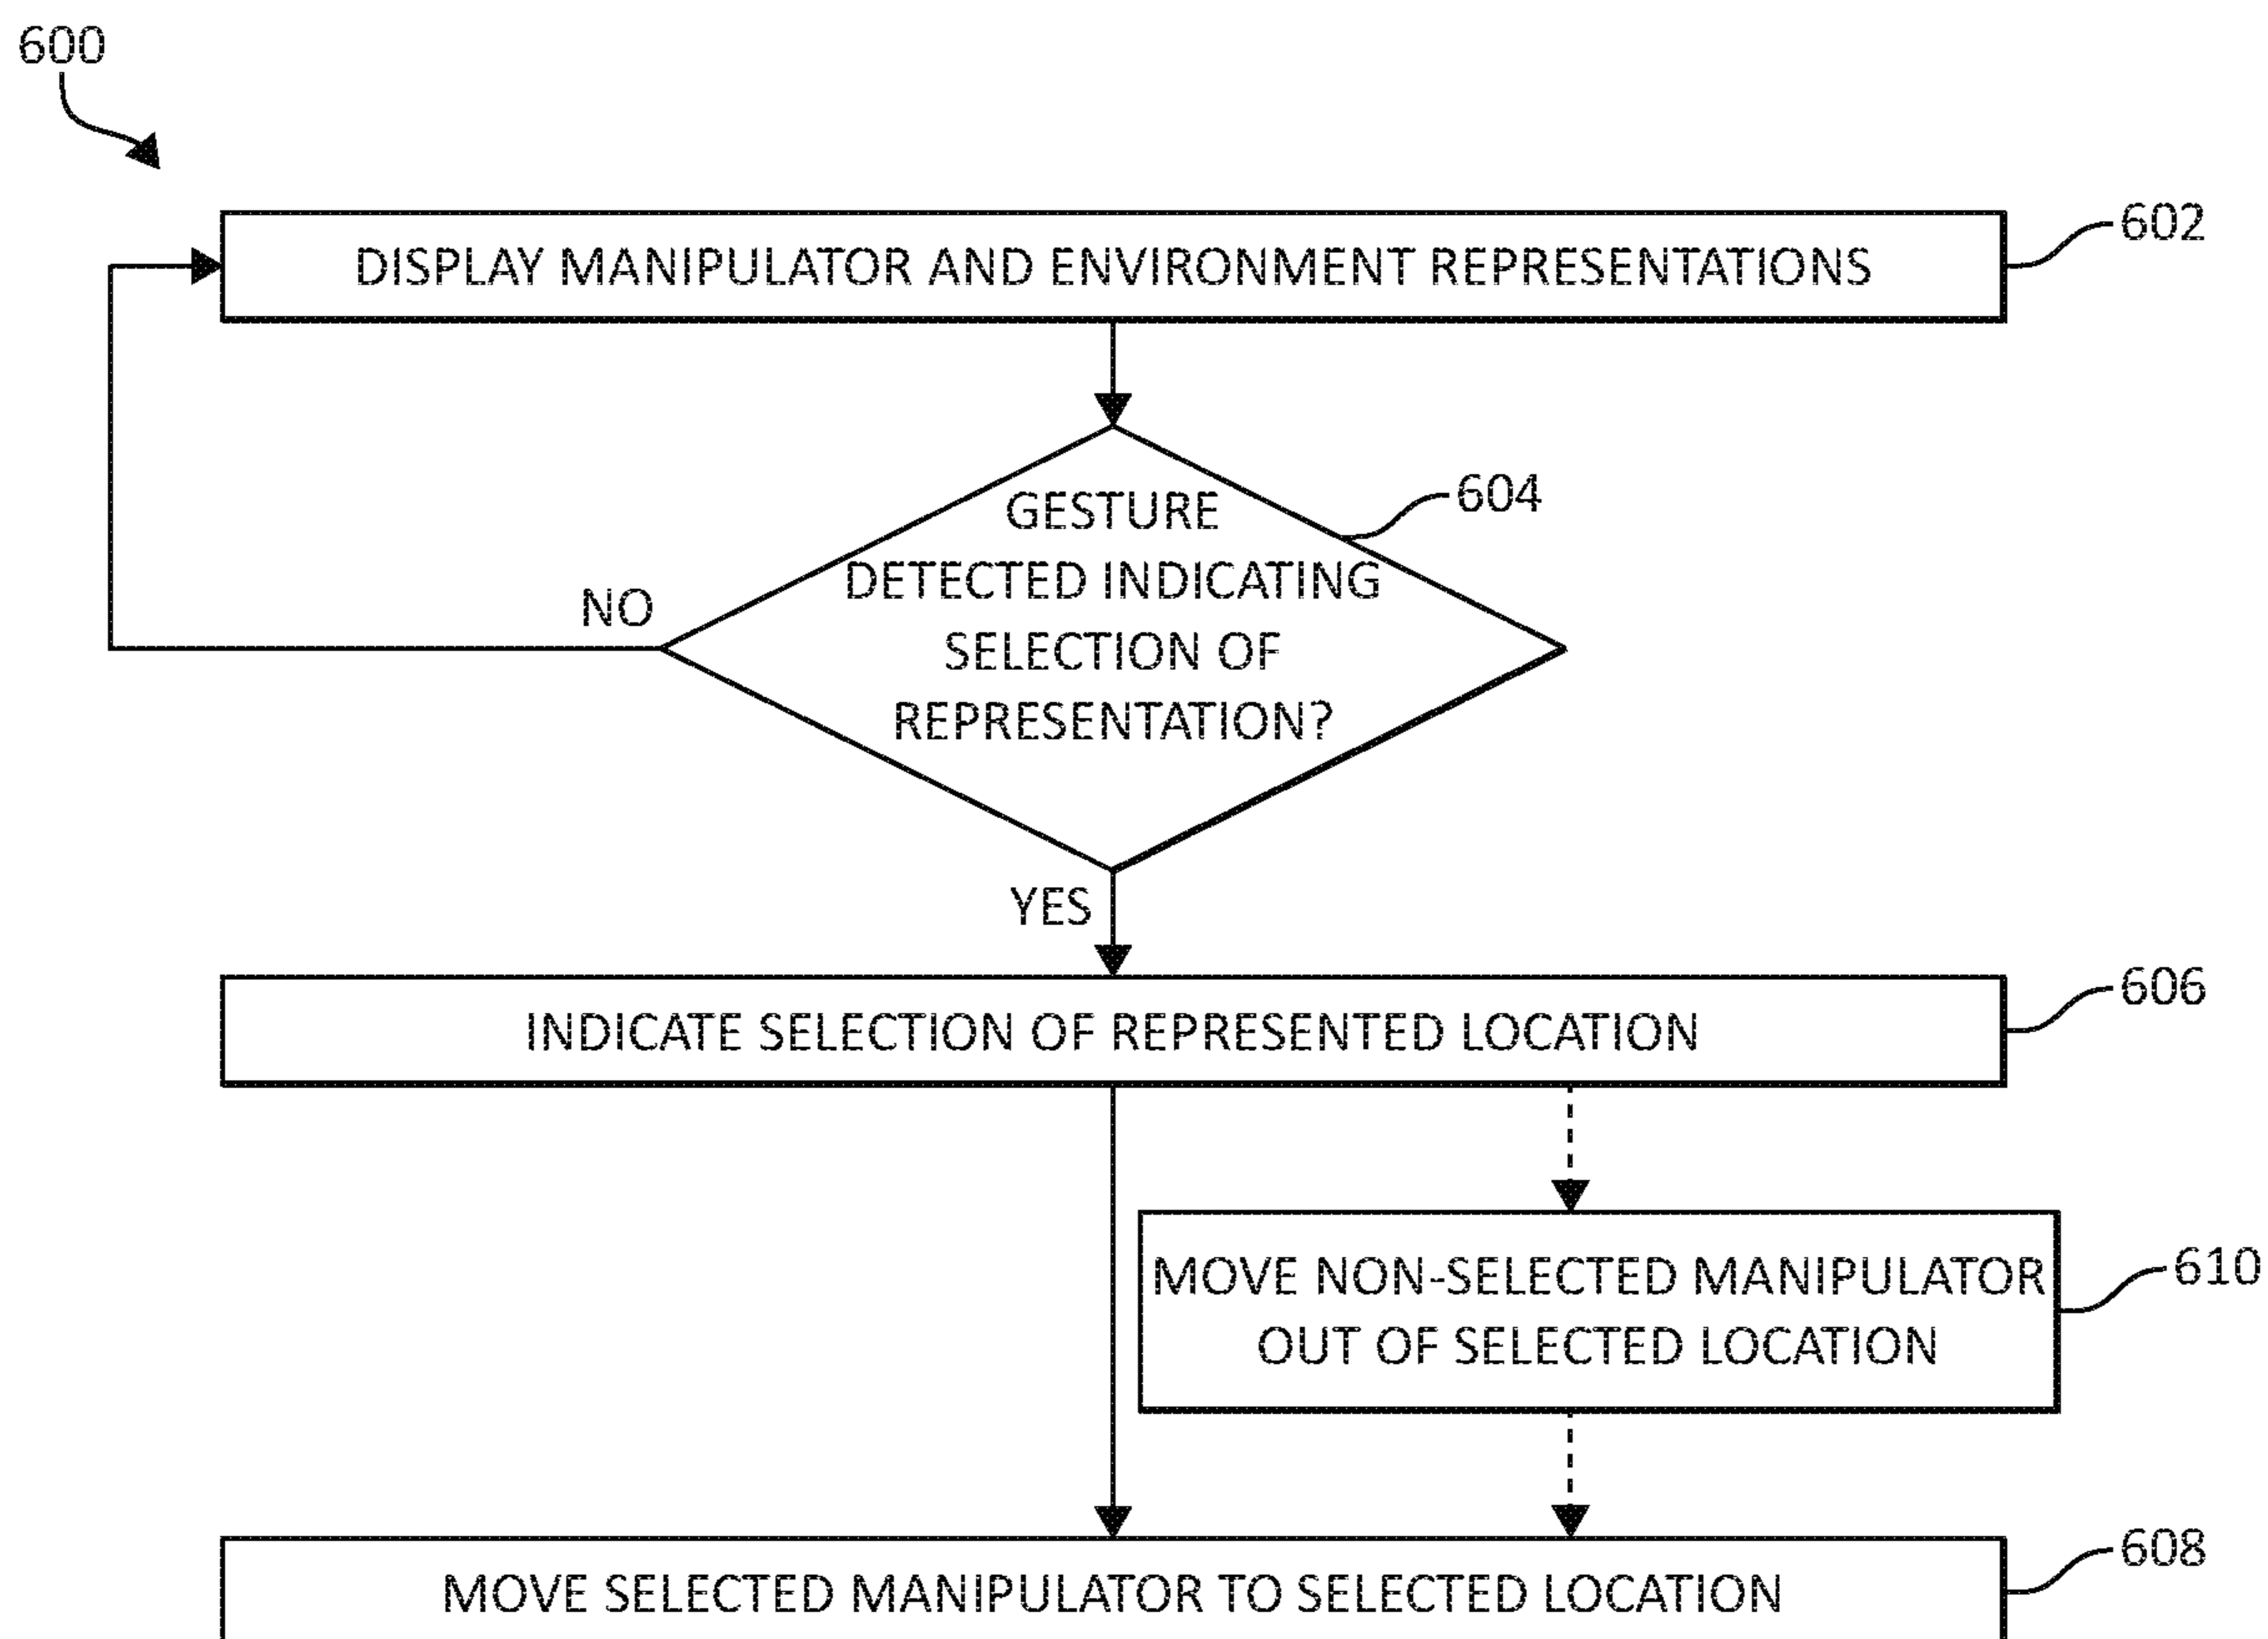 600
DISPLAY MANIPULATOR AND ENVIRONMENT REPRESENTATIONS
602
GESTURE
DETECTED INDICATING
SELECTION OF
REPRESENTATION?
604
NO
YES
INDICATE SELECTION OF REPRESENTED LOCATION
606
MOVE NON-SELECTED MANIPULATOR
OUT OF SELECTED LOCATION
610
MOVE SELECTED MANIPULATOR TO SELECTED LOCATION
608